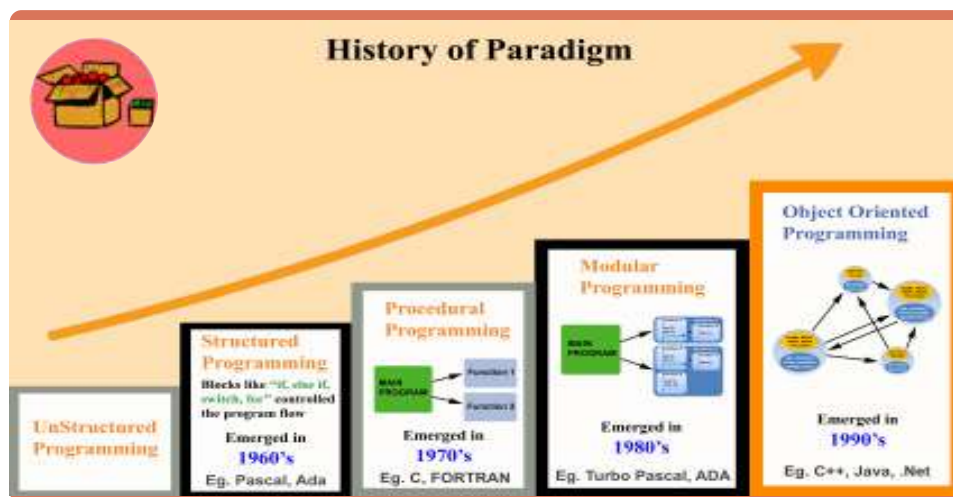 History of Paradigm
UnStructured
Programming
Structured
Programming
Blocks like "if, else if,
switch, for" controlled
the program flow
Emerged in
1960's
Eg. Pascal, Ada
Procedural
Programming
MAIN
PROGRAM
Function 1
Function 2
Emerged in
1970's
Eg. C, FORTRAN
Modular
Programming
MAIN
PROGRAM
Emerged in
1980's
Eg. Turbo Pascal, ADA
Object Oriented
Programming
Emerged in
1990's
Eg. C++, Java, .Net